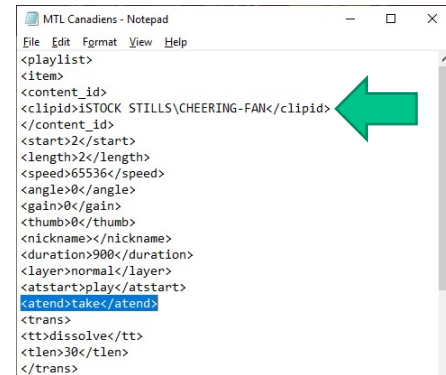 MTL Canadiens - Notepad
File Edit Format View Help
<playlist>
<item>
<content_id>
<clipid>iSTOCK STILLS\CHEERING-FAN</clipid>
</content_id>
<start>2</start>
<length>2</length>
<speed>65536</speed>
<angle>0</angle>
<gain>0</gain>
<thumb>0</thumb>
<nickname></nickname>
<duration>900</duration>
<layer>normal</layer>
<atstart>play</atstart>
<atend>take</atend>
<trans>
<tt>dissolve</tt>
<tlen>30</tlen>
</trans>